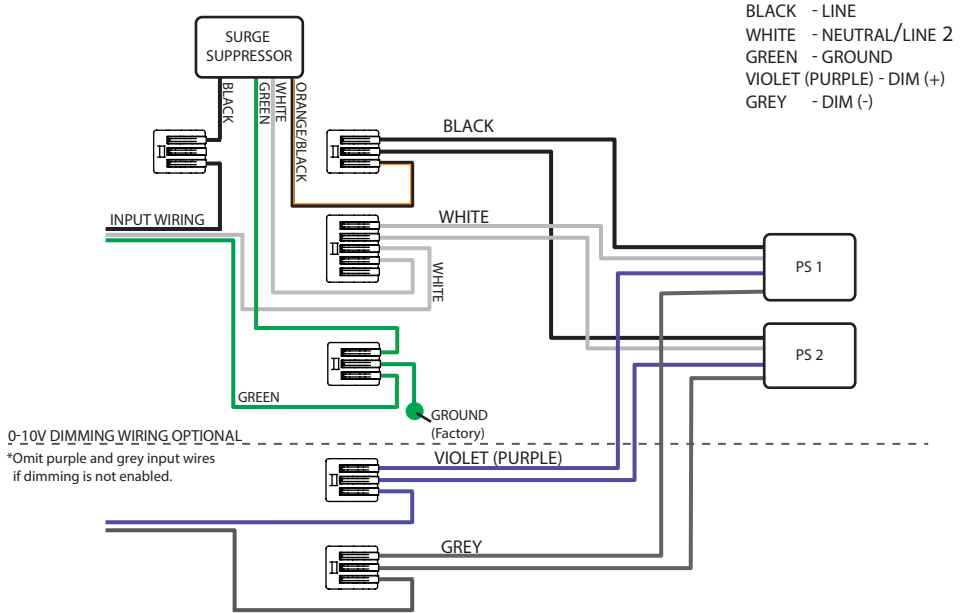 BLACK - LINE
WHITE - NEUTRAL/LINE 2
GREEN - GROUND
VIOLET (PURPLE) - DIM (+)
GREY - DIM (-)
SURGE
SUPPRESSOR
BLACK
GREEN
WHITE
ORANGE/BLACK
BLACK
INPUT WIRING
WHITE
WHITE
PS 1
PS 2
GREEN
GROUND
(Factory)
0-10V DIMMING WIRING OPTIONAL
*Omit purple and grey input wires
if dimming is not enabled.
VIOLET (PURPLE)
GREY